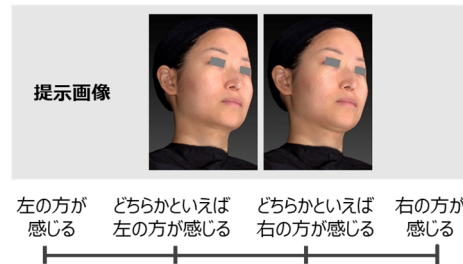 提示画像
左の方が
感じる
どちらかといえば
左の方が感じる
どちらかといえば
右の方が感じる
右の方が
感じる